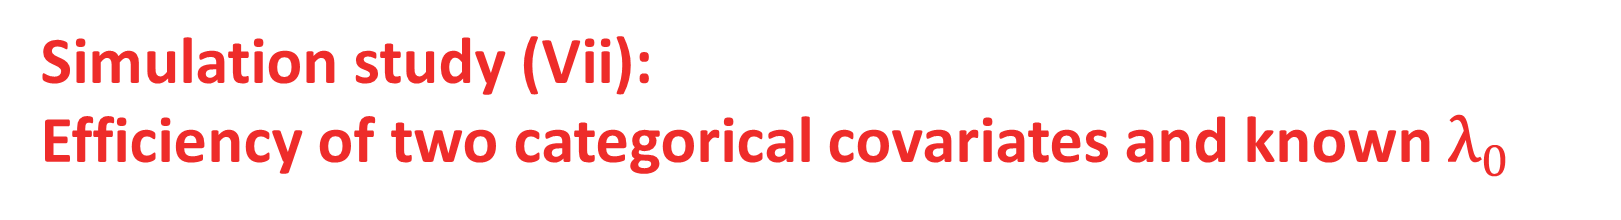 Simulation study (Vii):
Efficiency of two categorical covariates and known λ₀